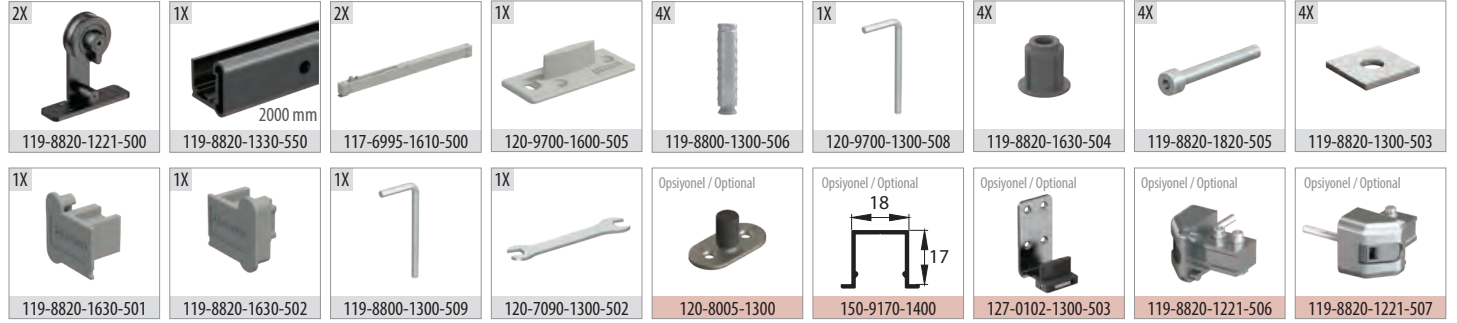 2X
119-8820-1221-500
1X
2000 mm
119-8820-1330-550
2X
117-6995-1610-500
1X
120-9700-1600-505
4X
119-8800-1300-506
1X
120-9700-1300-508
4X
119-8820-1630-504
4X
119-8820-1820-505
4X
119-8820-1300-503
1X
119-8820-1630-501
1X
119-8820-1630-502
1X
119-8800-1300-509
1X
120-7090-1300-502
Opsiyonel / Optional
120-8005-1300
Opsiyonel / Optional
18
17
150-9170-1400
Opsiyonel / Optional
127-0102-1300-503
Opsiyonel / Optional
119-8820-1221-506
Opsiyonel / Optional
119-8820-1221-507